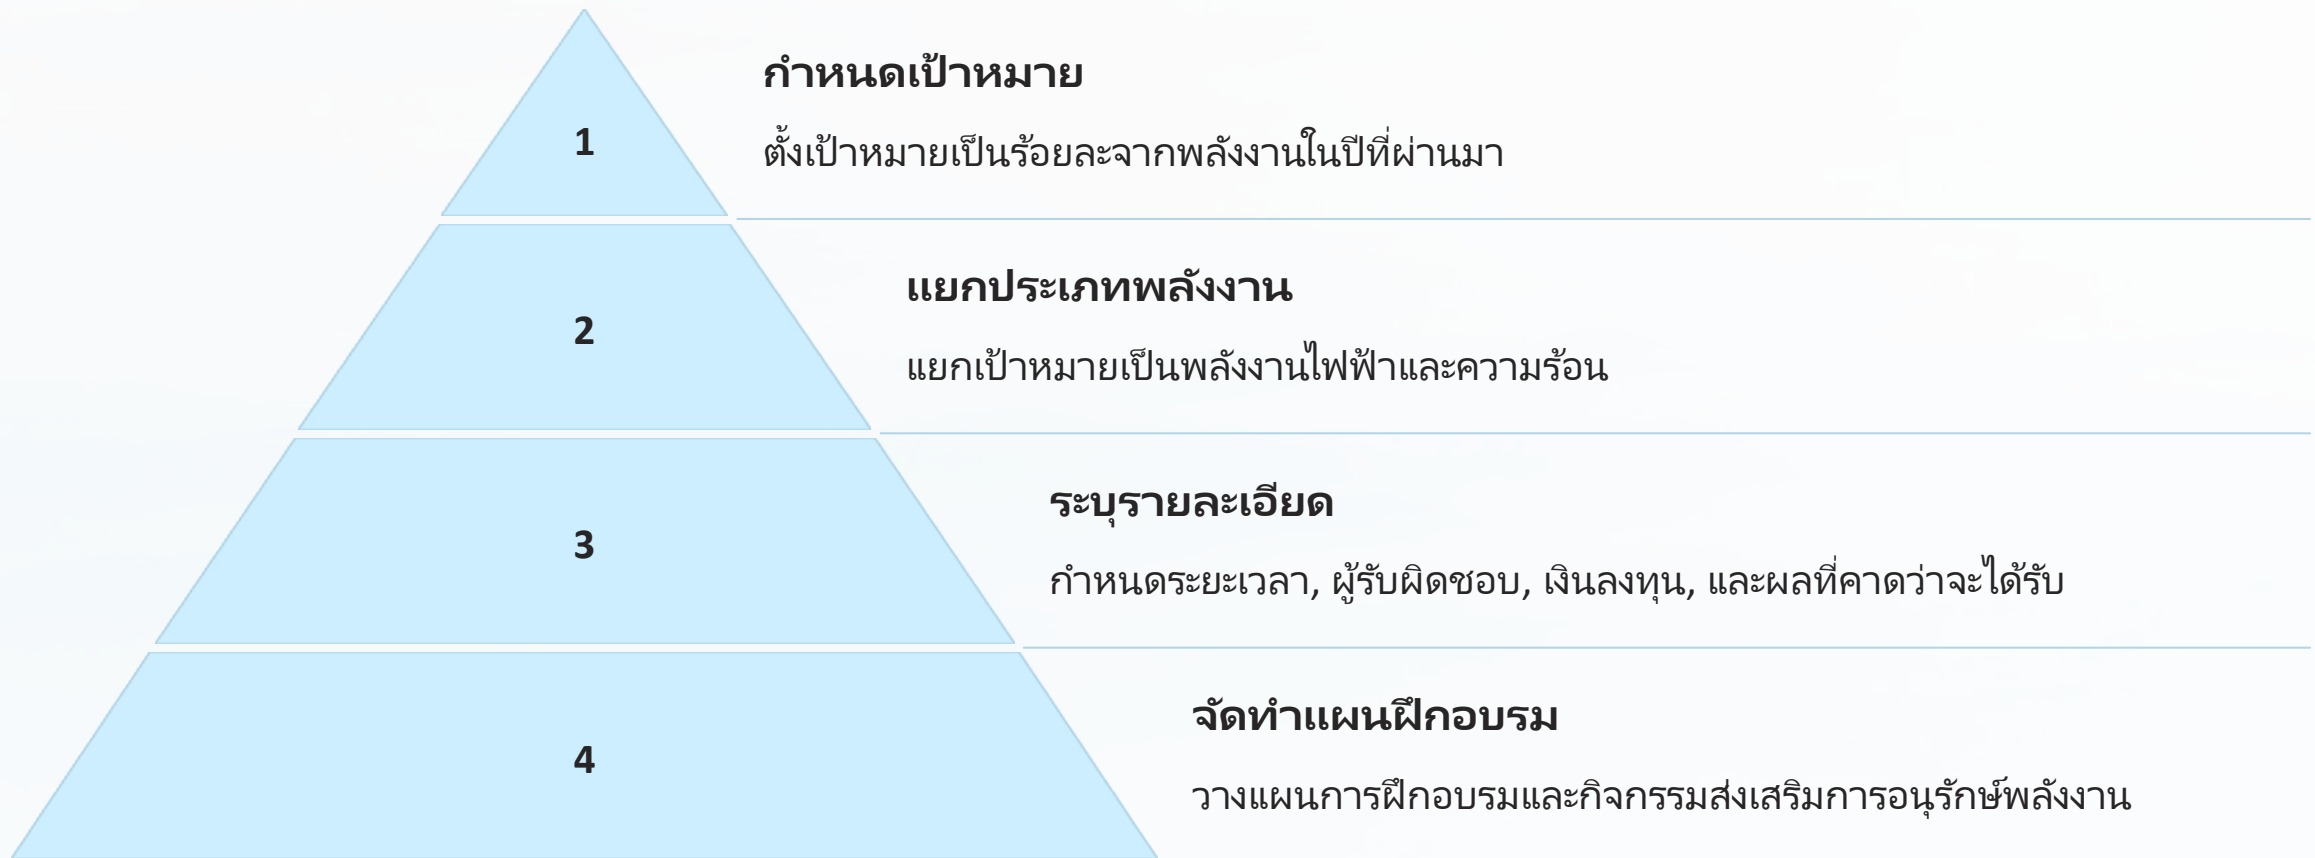 1
กำหนดเป้าหมาย
ตั้งเป้าหมายเป็นร้อยละจากพลังงานในปีที่ผ่านมา
2
แยกประเภทพลังงาน
แยกเป้าหมายเป็นพลังงานไฟฟ้าและความร้อน
3
ระบุรายละเอียด
กำหนดระยะเวลา, ผู้รับผิดชอบ, เงินลงทุน, และผลที่คาดว่าจะได้รับ
4
จัดทำแผนฝึกอบรม
วางแผนการฝึกอบรมและกิจกรรมส่งเสริมการอนุรักษ์พลังงาน